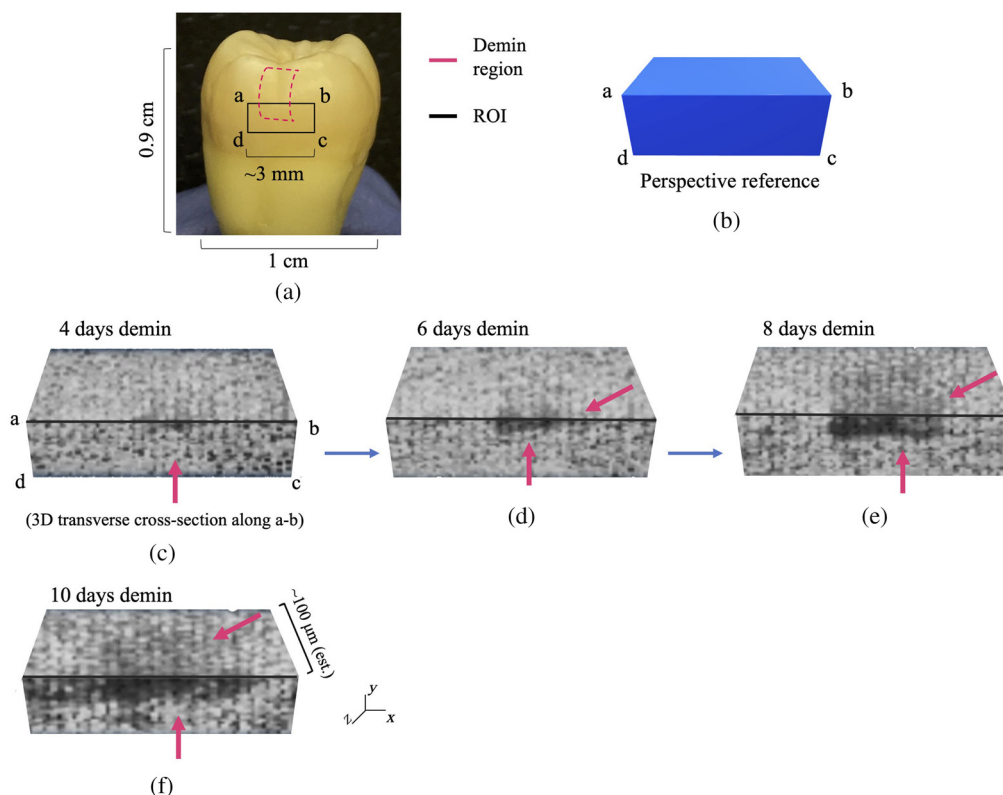 Demin
region
ROI
a
b
d
c
~3 mm
0.9 cm
1 cm
(a)
a
b
d
c
Perspective reference
(b)
4 days demin
a
b
d
c
(3D transverse cross-section along a-b)
(c)
6 days demin
(d)
8 days demin
(e)
10 days demin
~100 μm (est.)
y
x
z
(f)